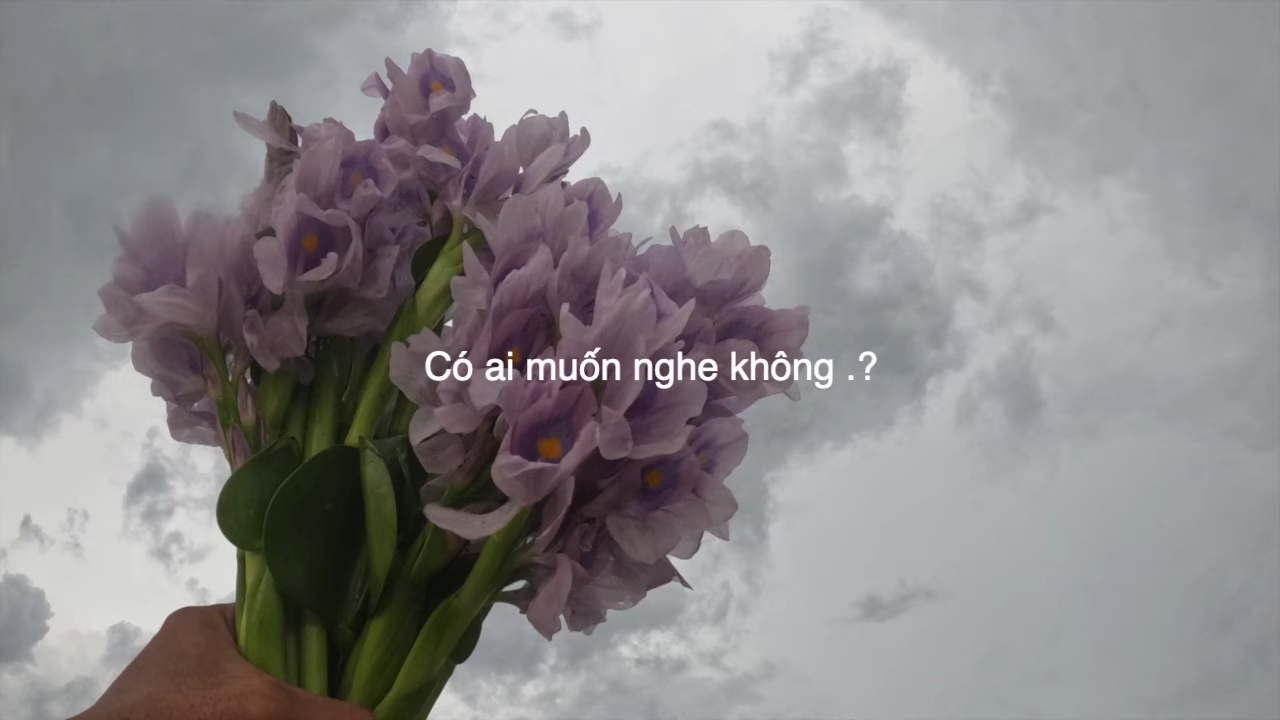 Có ai muốn nghe không .?